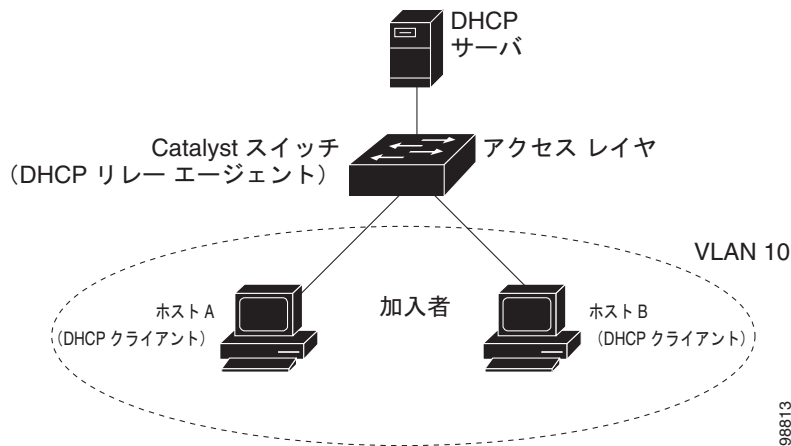 DHCP
サーバ
Catalyst スイッチ
（DHCP リレー エージェント）
アクセス レイヤ
VLAN 10
加入者
ホスト A
（DHCP クライアント）
ホスト B
（DHCP クライアント）
98813